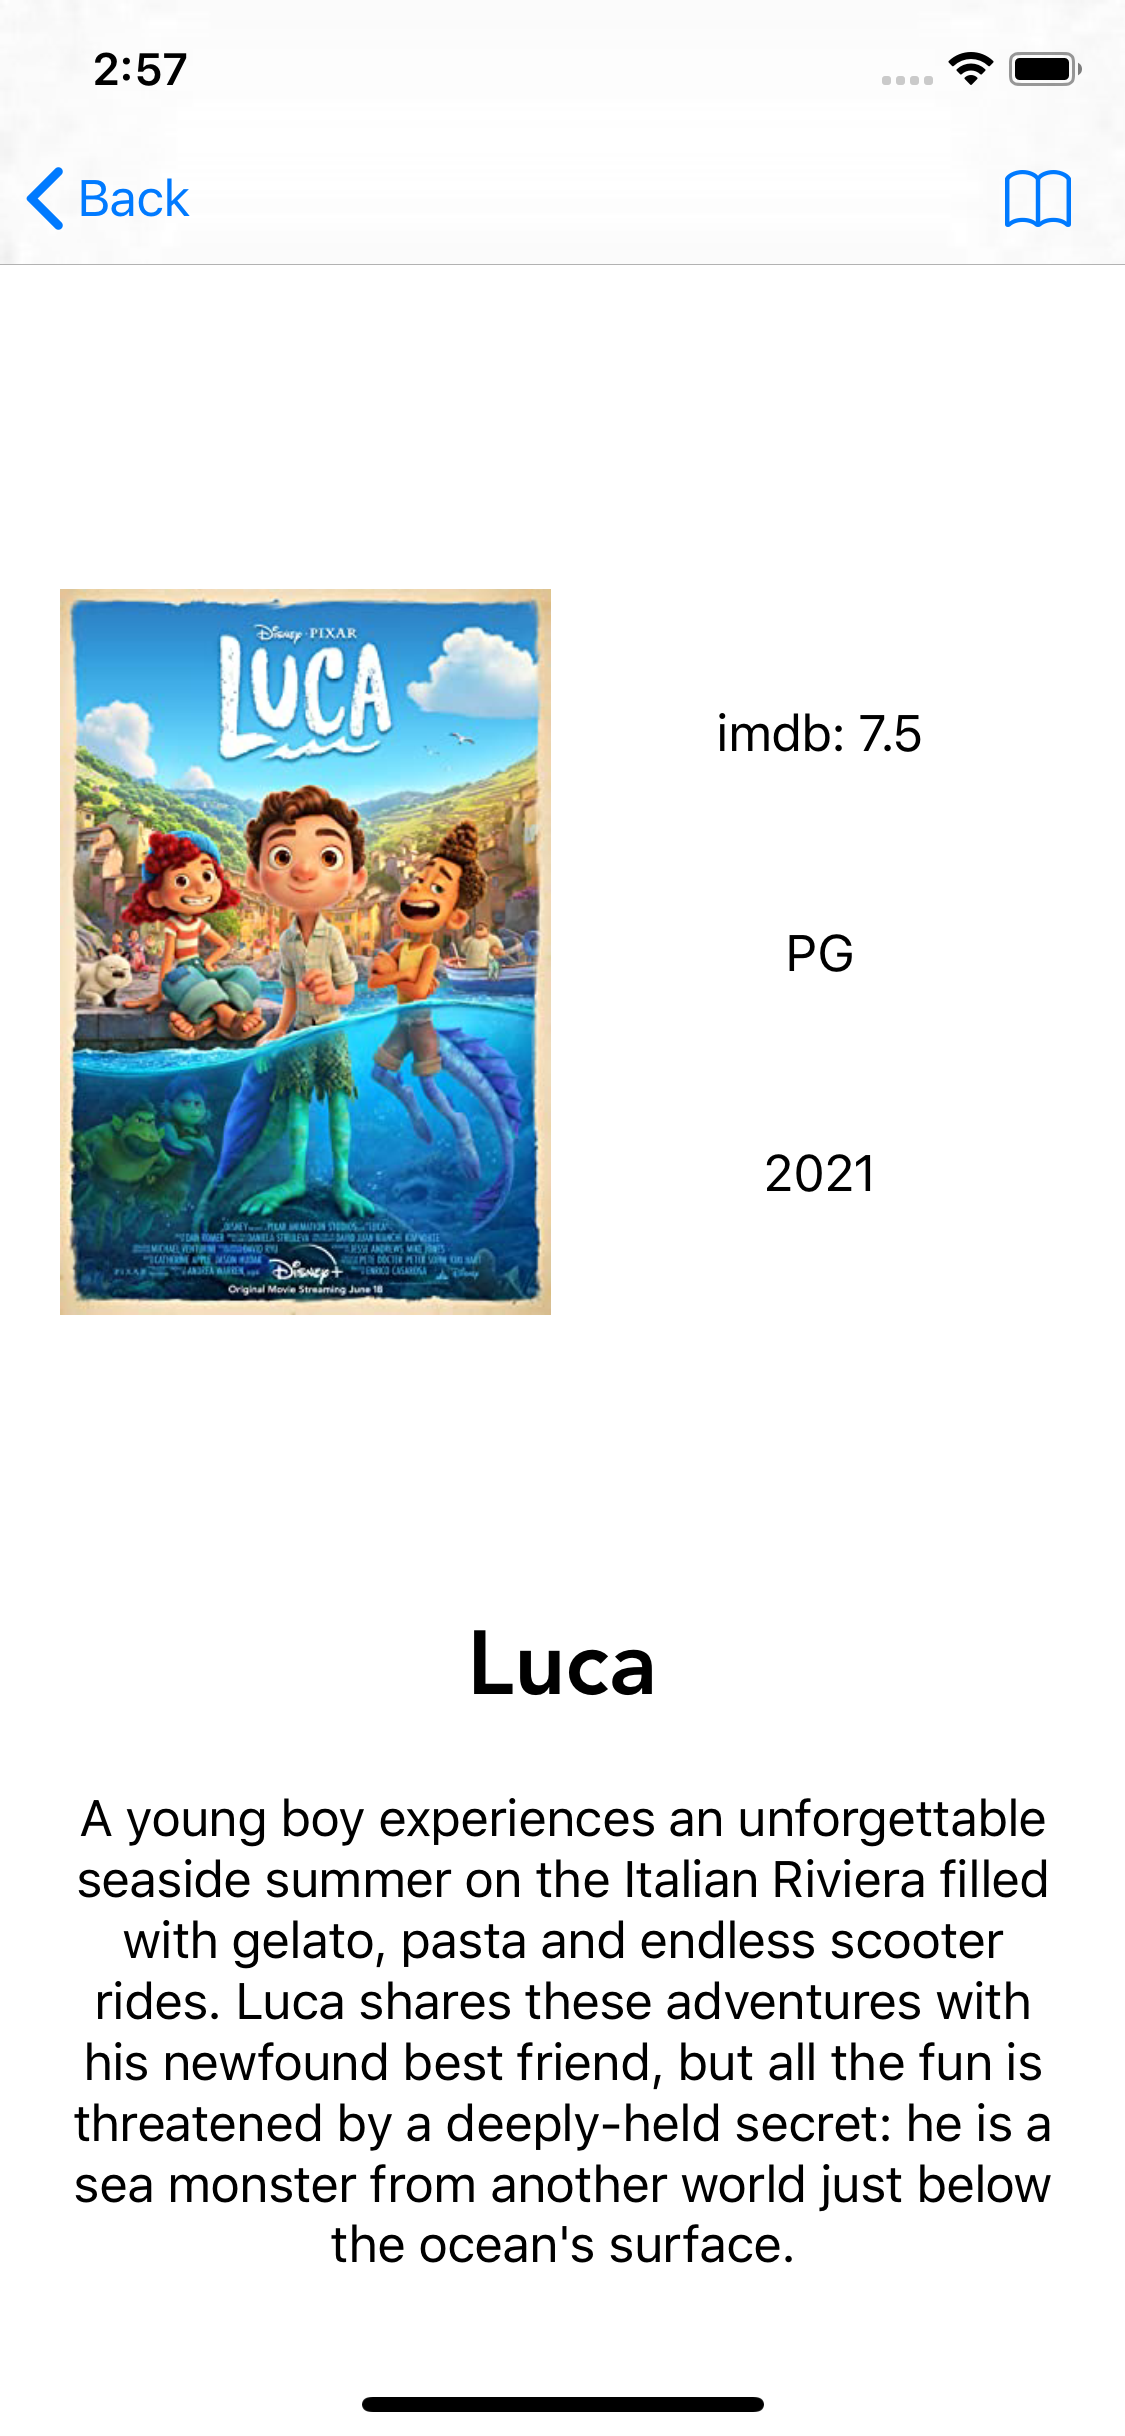 2:57
Back
Disney · PIXAR
LUCA
imdb: 7.5
PG
2021
Disney+
Original Movie Streaming June 18
Luca
A young boy experiences an unforgettable
seaside summer on the Italian Riviera filled
with gelato, pasta and endless scooter
rides. Luca shares these adventures with
his newfound best friend, but all the fun is
threatened by a deeply-held secret: he is a
sea monster from another world just below
the ocean's surface.